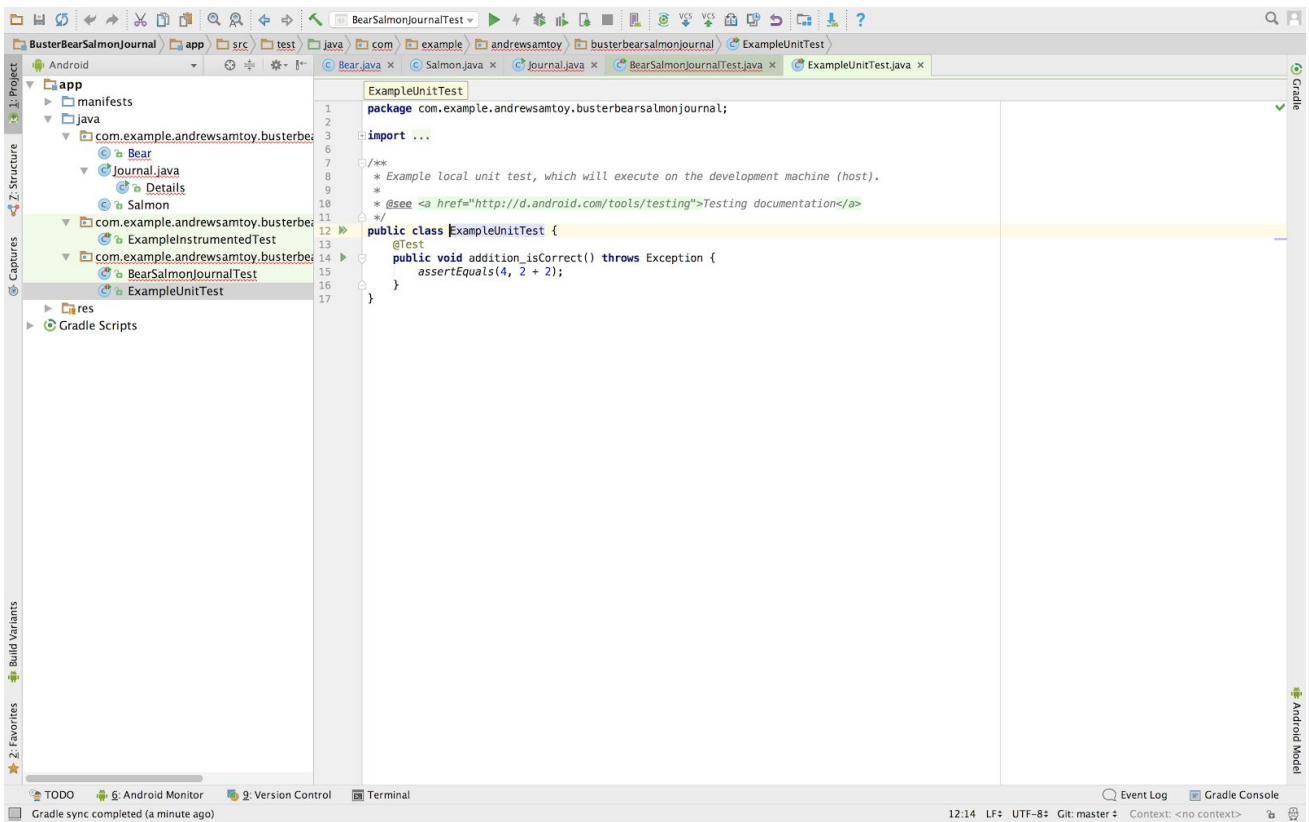 BearSalmonJournalTest
BusterBearSalmonJournal app src test java com example andrewsamtoy busterbearsalmonjournal ExampleUnitTest
Android
Bear.java Salmon.java Journal.java BearSalmonJournalTest.java ExampleUnitTest.java
1: Project
Z: Structure
Captures
Build Variants
2: Favorites
app
manifests
java
com.example.andrewsamtoy.busterbea
Bear
Journal.java
Details
Salmon
com.example.andrewsamtoy.busterbea
ExampleInstrumentedTest
com.example.andrewsamtoy.busterbea
BearSalmonJournalTest
ExampleUnitTest
res
Gradle Scripts
ExampleUnitTest
1 package com.example.andrewsamtoy.busterbearsalmonjournal;
2
3 import ...
6
7 /**
8 * Example local unit test, which will execute on the development machine (host).
9 *
10 * @see <a href="http://d.android.com/tools/testing">Testing documentation</a>
11 */
12 public class ExampleUnitTest {
13 @Test
14 public void addition_isCorrect() throws Exception {
15 assertEquals(4, 2 + 2);
16 }
17 }
Gradle
Android Model
TODO 6: Android Monitor 9: Version Control Terminal Event Log Gradle Console
Gradle sync completed (a minute ago) 12:14 LF÷ UTF-8÷ Git: master ÷ Context: <no context>